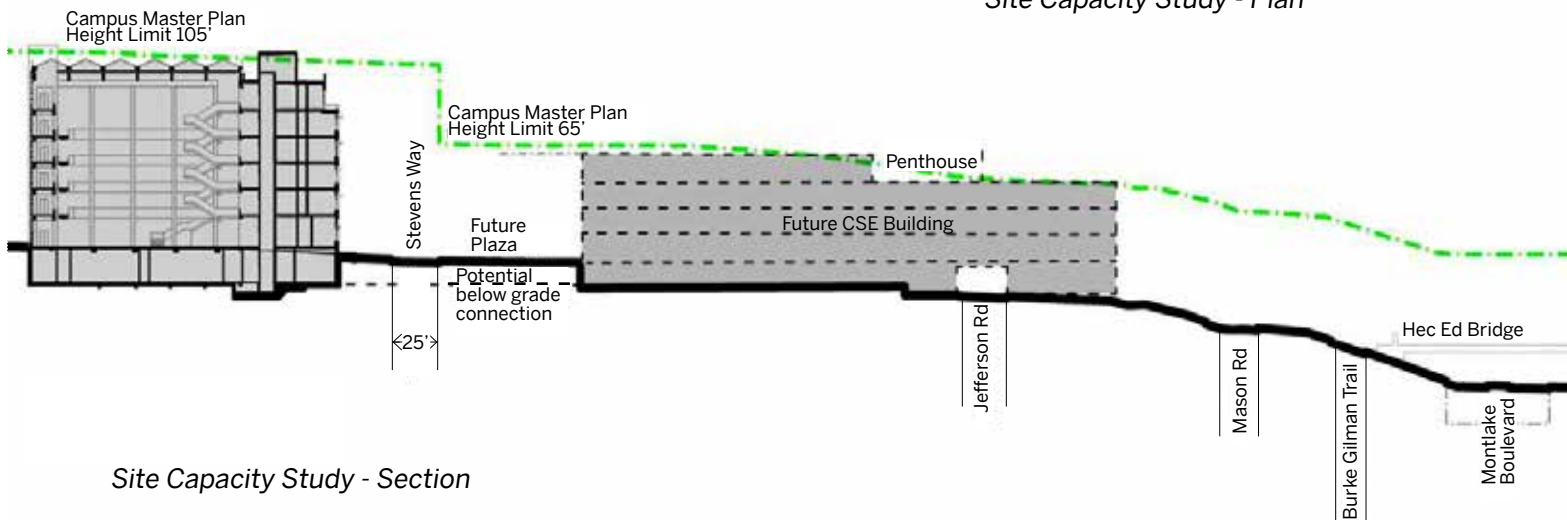 Site Capacity Study - Plan
Campus Master Plan
Height Limit 105'
Campus Master Plan
Height Limit 65'
Stevens Way
Penthouse
Future
Plaza
Future CSE Building
Potential
below grade
connection
25'
Jefferson Rd
Mason Rd
Burke Gilman Trail
Hec Ed Bridge
Montlake
Boulevard
Site Capacity Study - Section